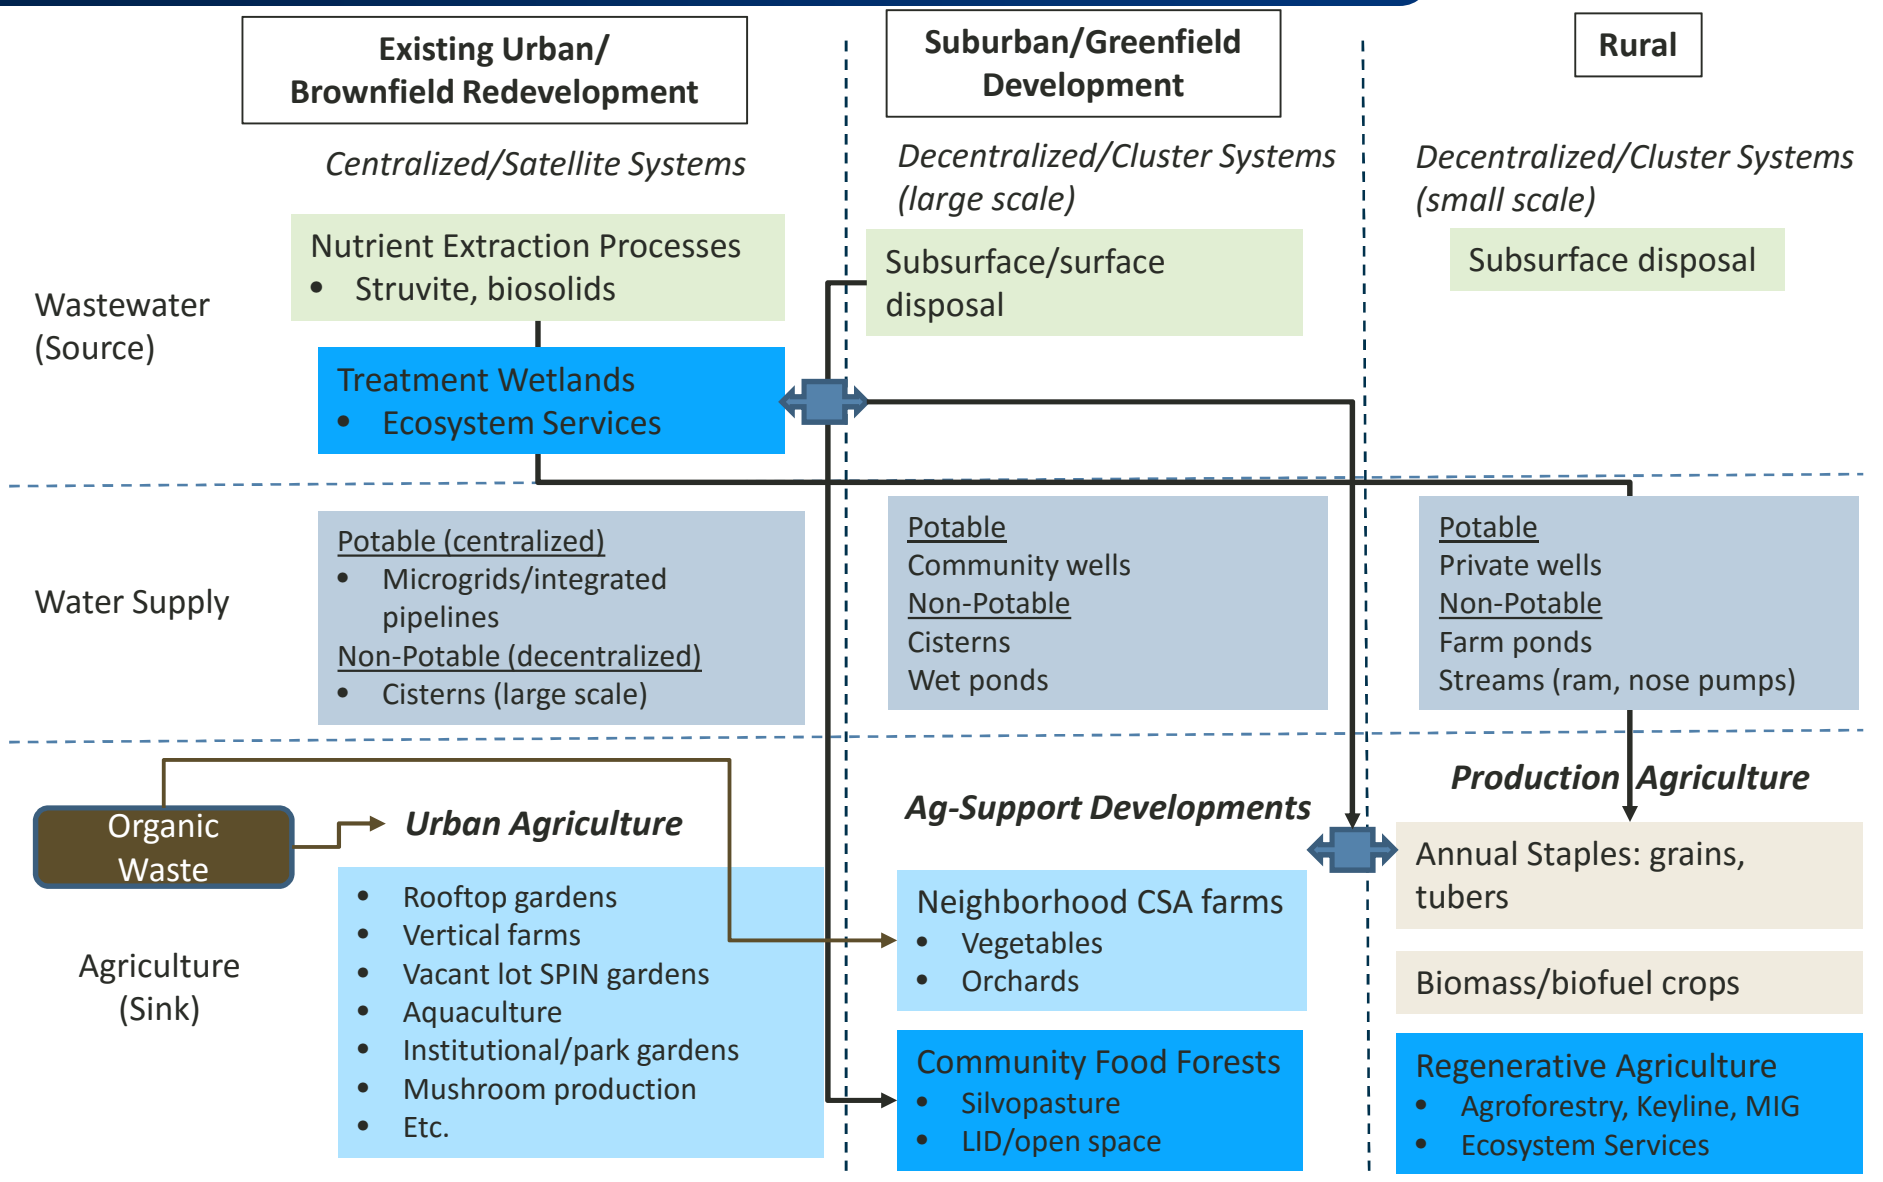 Existing Urban/
Brownfield Redevelopment
Suburban/Greenfield
Development
Rural
Centralized/Satellite Systems
Decentralized/Cluster Systems
(large scale)
Decentralized/Cluster Systems
(small scale)
Wastewater
(Source)
Nutrient Extraction Processes
• Struvite, biosolids
Treatment Wetlands
• Ecosystem Services
Subsurface/surface
disposal
Subsurface disposal
Water Supply
Potable (centralized)
• Microgrids/integrated
pipelines
Non-Potable (decentralized)
• Cisterns (large scale)
Potable
Community wells
Non-Potable
Cisterns
Wet ponds
Potable
Private wells
Non-Potable
Farm ponds
Streams (ram, nose pumps)
Organic
Waste
Agriculture
(Sink)
Urban Agriculture
• Rooftop gardens
• Vertical farms
• Vacant lot SPIN gardens
• Aquaculture
• Institutional/park gardens
• Mushroom production
• Etc.
Ag-Support Developments
Neighborhood CSA farms
• Vegetables
• Orchards
Community Food Forests
• Silvopasture
• LID/open space
Production Agriculture
Annual Staples: grains,
tubers
Biomass/biofuel crops
Regenerative Agriculture
• Agroforestry, Keyline, MIG
• Ecosystem Services